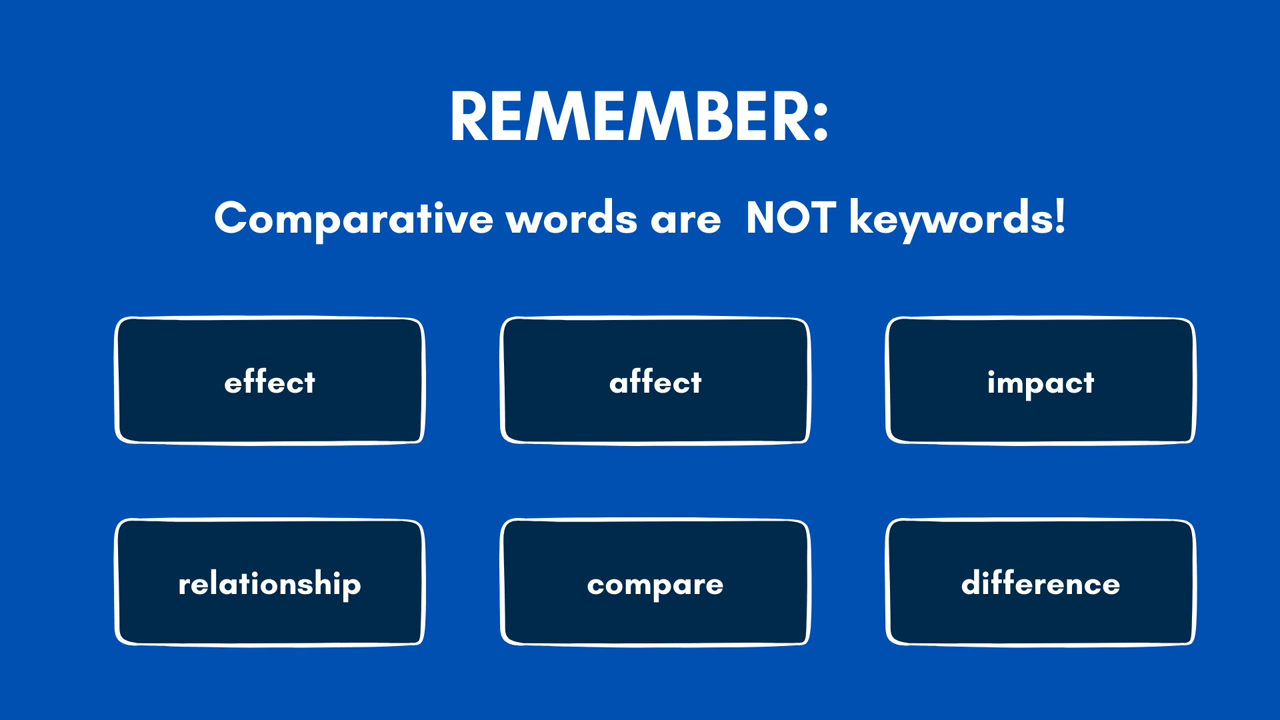 REMEMBER:
Comparative words are NOT keywords!
effect
affect
impact
relationship
compare
difference